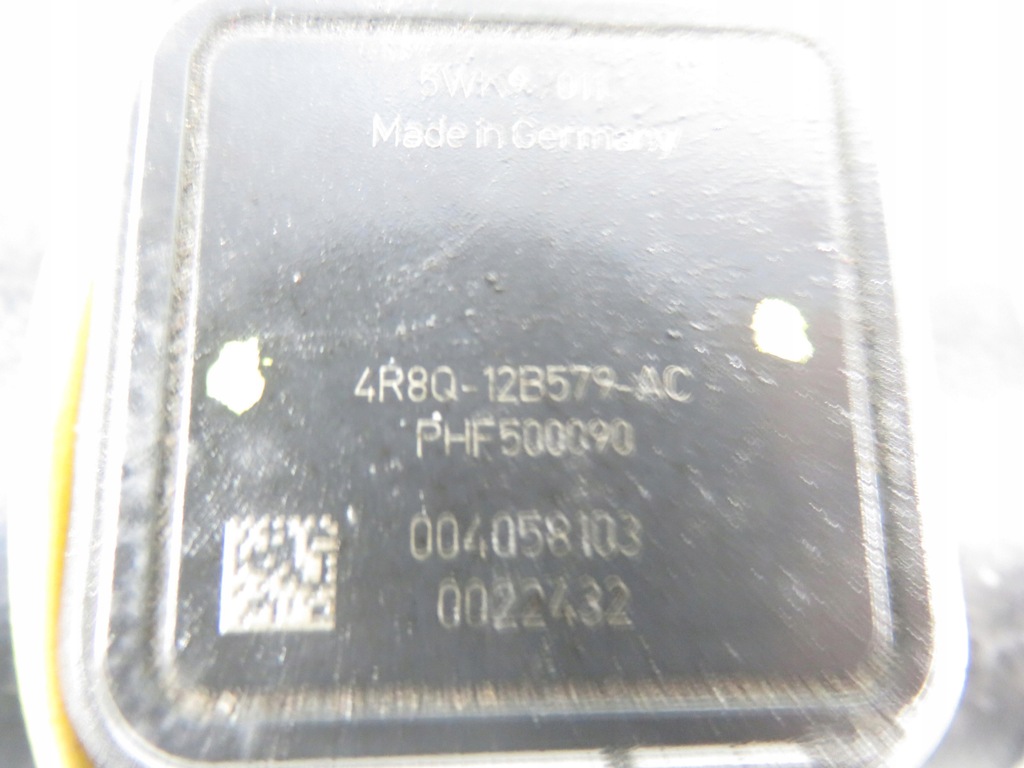 Made in Germany
4R8Q-12B579-AC
PHF500090
004058103
0022432